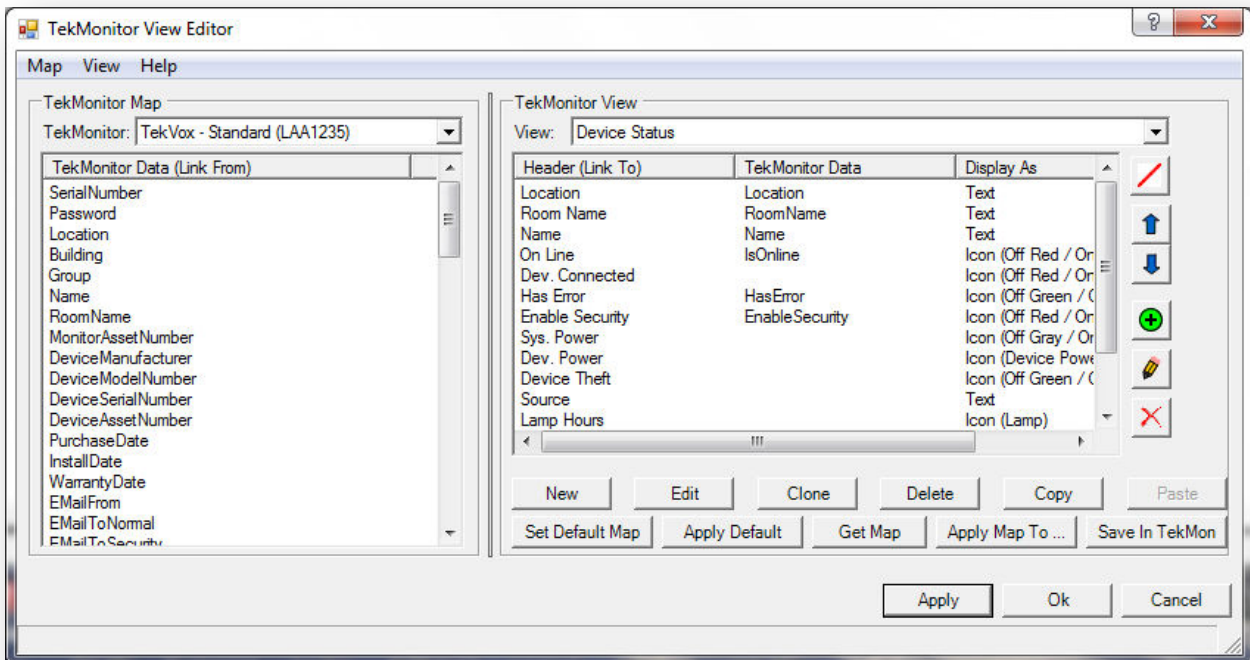 TekMonitor View Editor
Map View Help
TekMonitor Map
TekMonitor: TekVox - Standard (LAA1235)
TekMonitor Data (Link From)
SerialNumber
Password
Location
Building
Group
Name
RoomName
MonitorAssetNumber
DeviceManufacturer
DeviceModelNumber
DeviceSerialNumber
DeviceAssetNumber
PurchaseDate
InstallDate
WarrantyDate
EMailFrom
EMailToNormal
EMailToSecurity
TekMonitor View
View: Device Status
Header (Link To) TekMonitor Data Display As
Location Location Text
Room Name RoomName Text
Name Name Text
On Line IsOnline Icon (Off Red / On
Dev. Connected Icon (Off Red / On
Has Error HasError Icon (Off Green / O
Enable Security EnableSecurity Icon (Off Red / On
Sys. Power Icon (Off Gray / On
Dev. Power Icon (Device Powe
Device Theft Icon (Off Green / O
Source Text
Lamp Hours Icon (Lamp)
New Edit Clone Delete Copy Paste
Set Default Map Apply Default Get Map Apply Map To ... Save In TekMon
Apply Ok Cancel